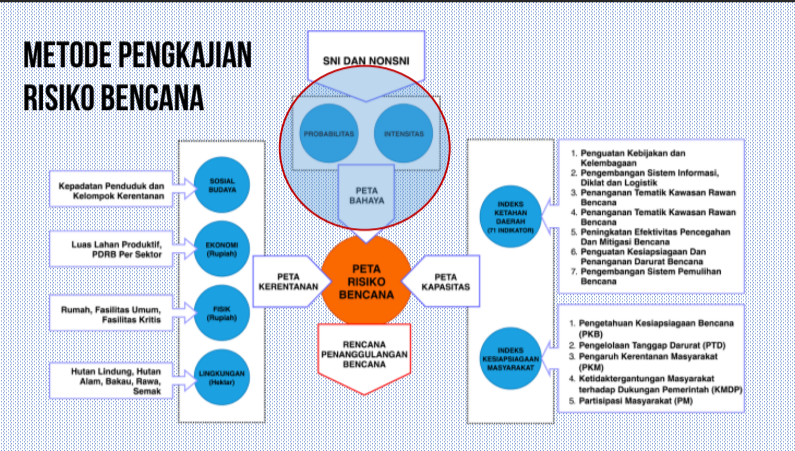 METODE PENGKAJIAN
RISIKO BENCANA
SNI DAN NONSNI
PROBABILITAS
INTENSITAS
PETA
BAHAYA
Kepadatan Penduduk dan
Kelompok Kerentanan
SOSIAL
BUDAYA
Luas Lahan Produktif,
PDRB Per Sektor
EKONOMI
(Rupiah)
Rumah, Fasilitas Umum,
Fasilitas Kritis
FISIK
(Rupiah)
Hutan Lindung, Hutan
Alam, Bakau, Rawa,
Semak
LINGKUNGAN
(Hektar)
PETA
KERENTANAN
PETA
RISIKO
BENCANA
PETA
KAPASITAS
RENCANA
PENANGGULANGAN
BENCANA
INDEKS
KETAHAN
DAERAH
(71 INDIKATOR)
1. Penguatan Kebijakan dan
Kelembagaan
2. Pengembangan Sistem Informasi,
Diklat dan Logistik
3. Penanganan Tematik Kawasan Rawan
Bencana
4. Penanganan Tematik Kawasan Rawan
Bencana
5. Peningkatan Efektivitas Pencegahan
Dan Mitigasi Bencana
6. Penguatan Kesiapsiagaan Dan
Penanganan Darurat Bencana
7. Pengembangan Sistem Pemulihan
Bencana
INDEKS
KESIAPSIAGAAN
MASYARAKAT
1. Pengetahuan Kesiapsiagaan Bencana
(PKB)
2. Pengelolaan Tanggap Darurat (PTD)
3. Pengaruh Kerentanan Masyarakat
(PKM)
4. Ketidaktergantungan Masyarakat
terhadap Dukungan Pemerintah (KMDP)
5. Partisipasi Masyarakat (PM)